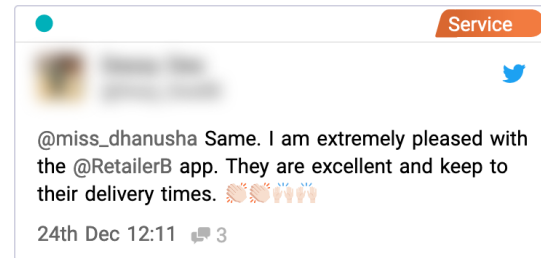 Service
@miss_dhanusha Same. I am extremely pleased with
the @RetailerB app. They are excellent and keep to
their delivery times. 👏🏻👏🏻🙌🏻🙌🏻
24th Dec 12:11 3